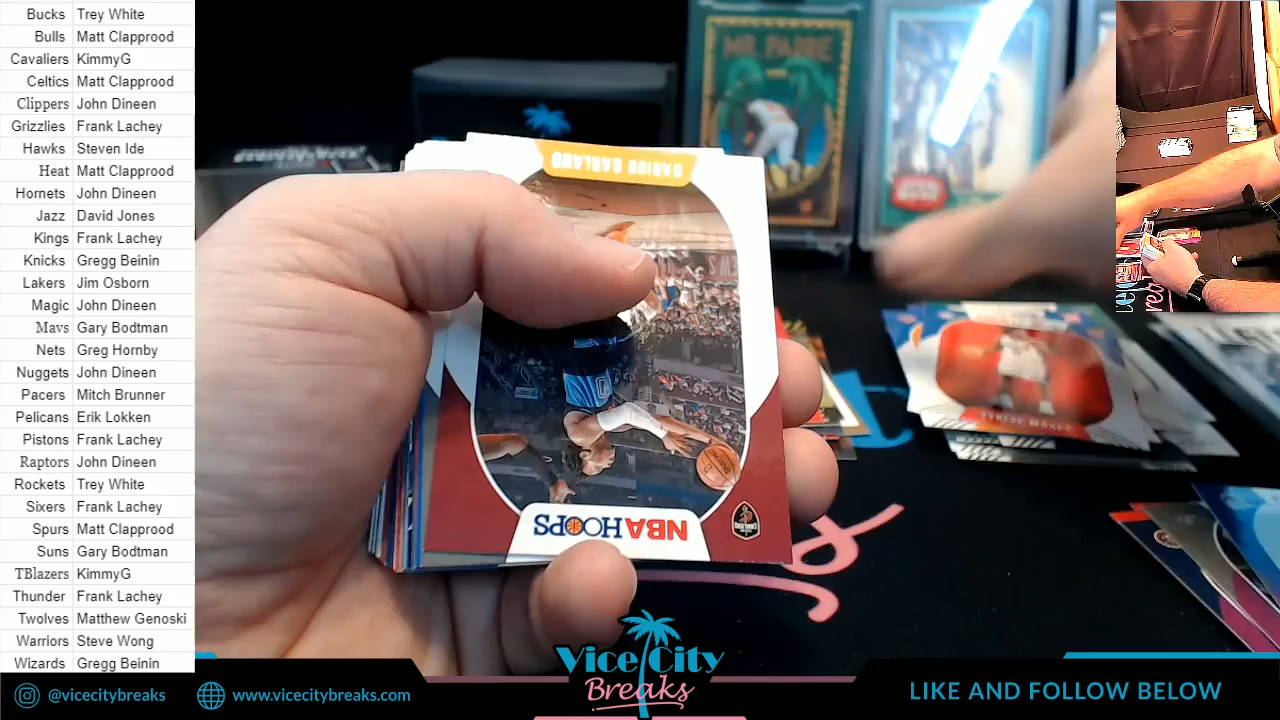 Bucks Trey White
Bulls Matt Clapprood
Cavaliers KimmyG
Celtics Matt Clapprood
Clippers John Dineen
Grizzlies Frank Lachey
Hawks Steven Ide
Heat Matt Clapprood
Hornets John Dineen
Jazz David Jones
Kings Frank Lachey
Knicks Gregg Beinin
Lakers Jim Osborn
Magic John Dineen
Mavs Gary Bodtman
Nets Greg Hornby
Nuggets John Dineen
Pacers Mitch Brunner
Pelicans Erik Lokken
Pistons Frank Lachey
Raptors John Dineen
Rockets Trey White
Sixers Frank Lachey
Spurs Matt Clapprood
Suns Gary Bodtman
TBlazers KimmyG
Thunder Frank Lachey
Twolves Matthew Genoski
Warriors Steve Wong
Wizards Gregg Beinin
MR. PADRE
DARIUS GARLAND
NBA HOOPS
TYRESE MAXEY
Vice City
Breaks
@vicecitybreaks
www.vicecitybreaks.com
LIKE AND FOLLOW BELOW